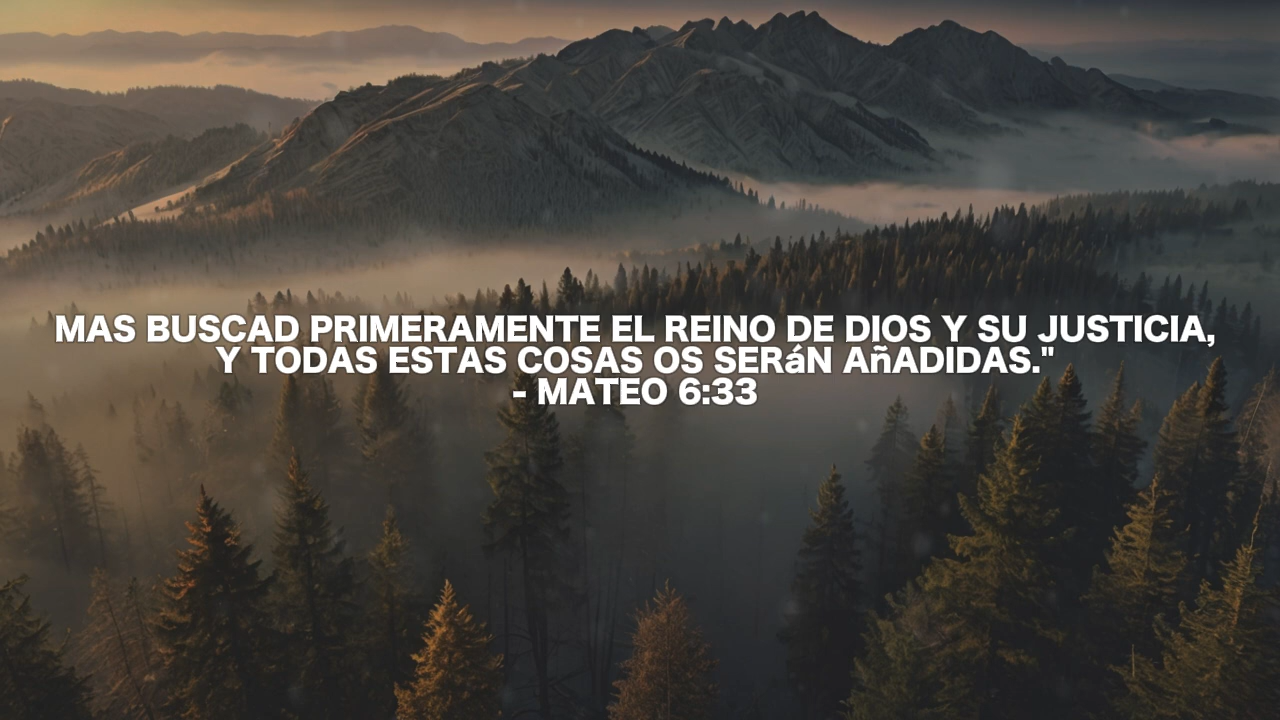 MAS BUSCAD PRIMERAMENTE EL REINO DE DIOS Y SU JUSTICIA,
Y TODAS ESTAS COSAS OS SERáN AñADIDAS."
- MATEO 6:33